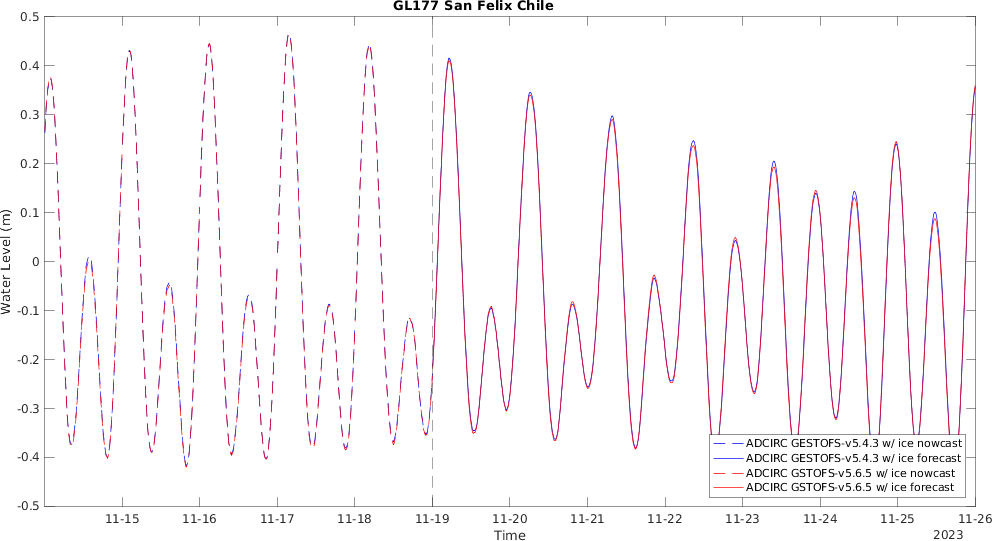 GL177 San Felix Chile
0.5
0.4
0.3
0.2
0.1
0
-0.1
-0.2
-0.3
-0.4
-0.5
Water Level (m)
ADCIRC GESTOFS-v5.4.3 w/ ice nowcast
ADCIRC GESTOFS-v5.4.3 w/ ice forecast
ADCIRC GSTOFS-v5.6.5 w/ ice nowcast
ADCIRC GSTOFS-v5.6.5 w/ ice forecast
11-15 11-16 11-17 11-18 11-19 11-20 11-21 11-22 11-23 11-24 11-25 11-26
Time
2023